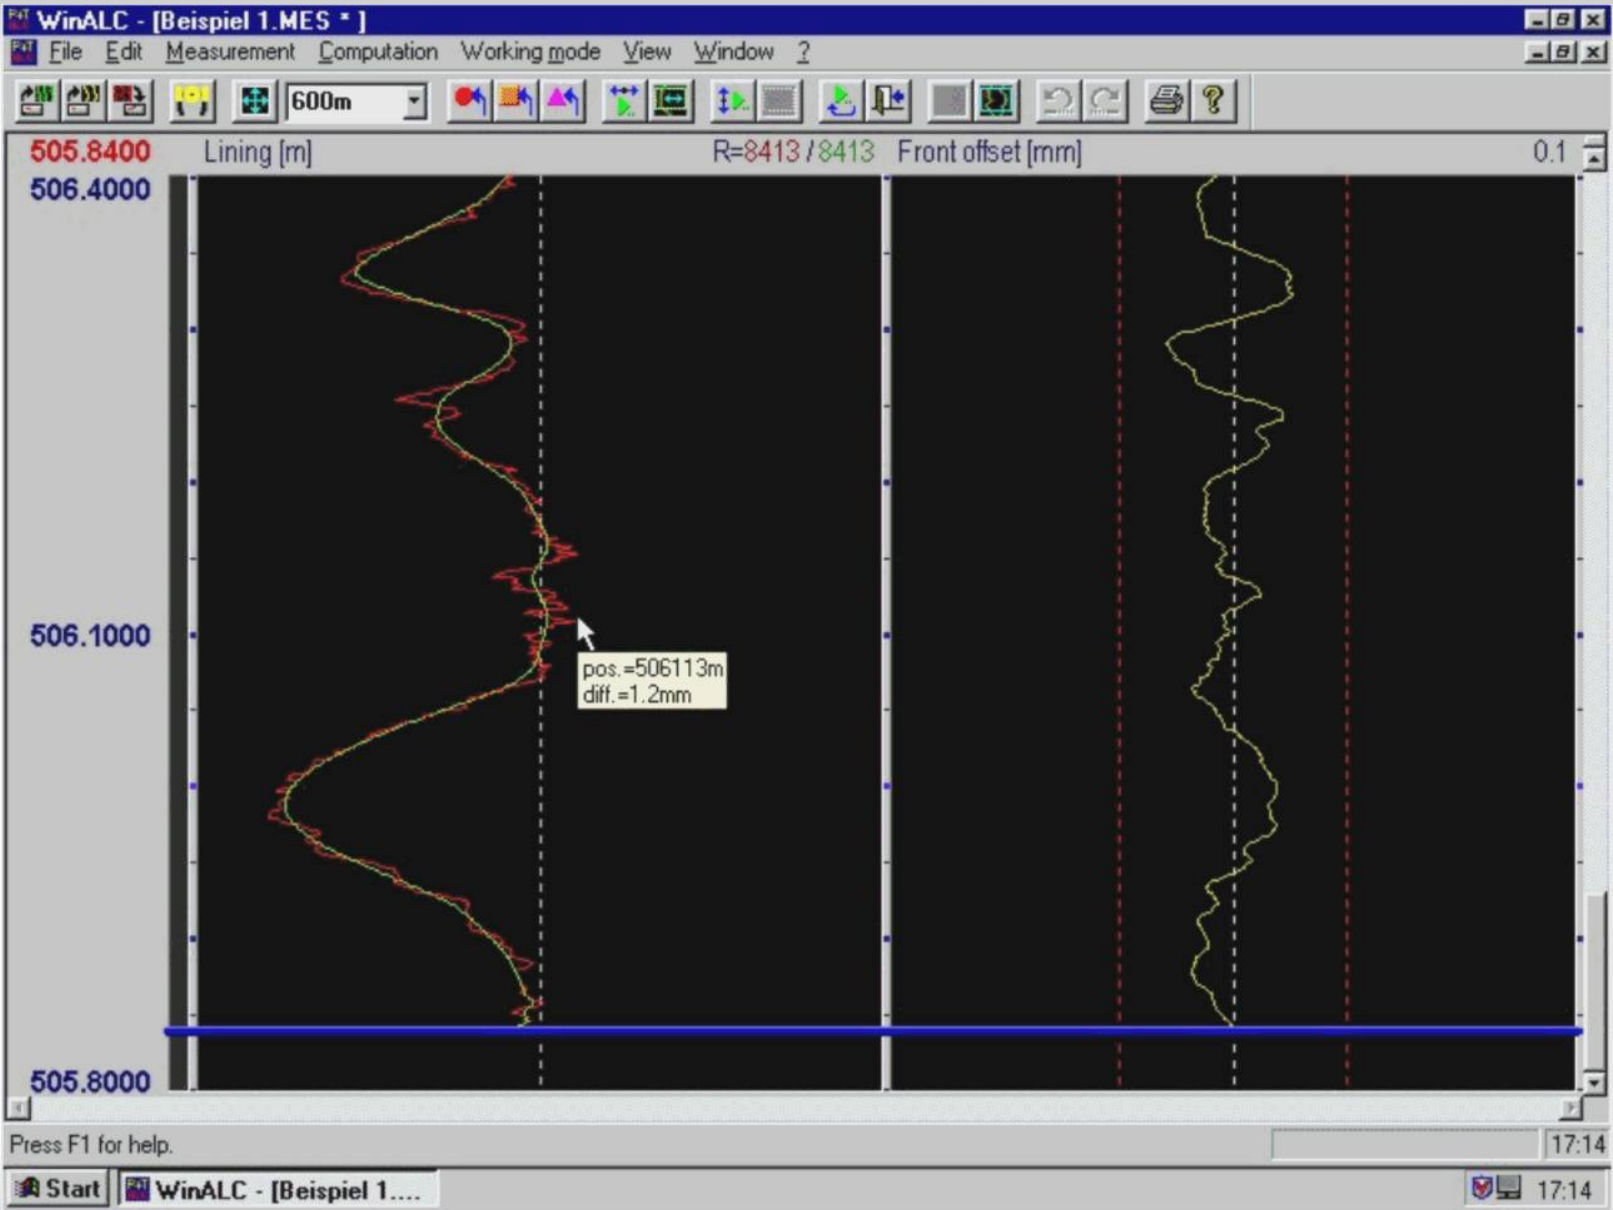 WinALC - [Beispiel 1.MES * ]
File Edit Measurement Computation Working mode View Window ?
600m
505.8400 Lining [m] R=8413/8413 Front offset [mm] 0.1
506.4000
506.1000
pos.=506113m
diff.=1.2mm
505.8000
Press F1 for help. 17:14
Start WinALC - [Beispiel 1.... 17:14